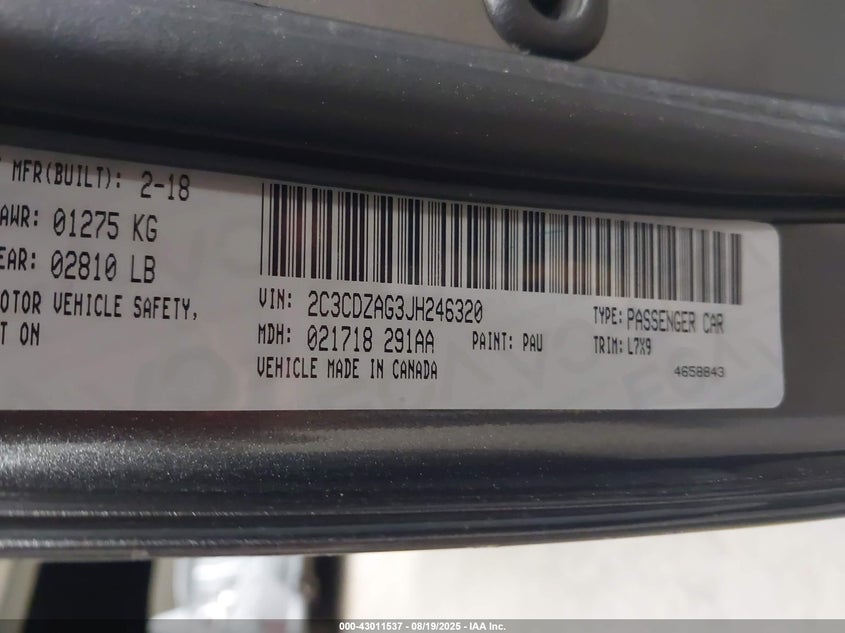 MFR(BUILT): 2-18
AWR: 01275 KG
EAR: 02810 LB
OTOR VEHICLE SAFETY,
T ON
VIN: 2C3CDZAG3JH246320
MDH: 021718 291AA
PAINT: PAU
VEHICLE MADE IN CANADA
TYPE: PASSENGER CAR
TRIM: L7X9
4658843
000-43011537 - 08/19/2025 - IAA Inc.